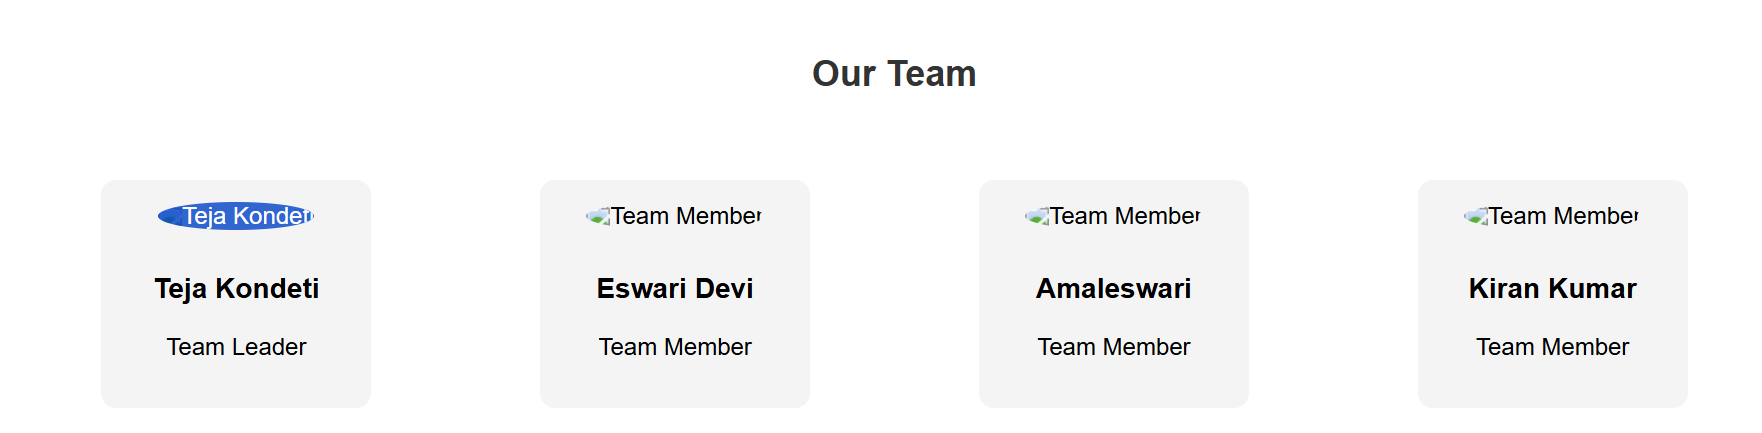 Our Team
Teja Kondeti
Teja Kondeti
Team Leader
Team Member
Eswari Devi
Team Member
Team Member
Amaleswari
Team Member
Team Member
Kiran Kumar
Team Member